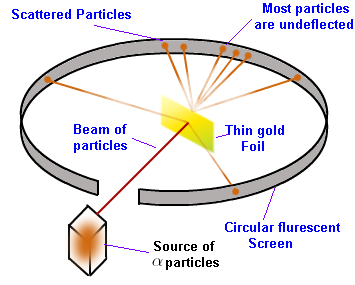 Scattered Particles
Most particles
are undeflected
Beam of
particles
Thin gold
Foil
Circular flurescent
Screen
Source of
α particles